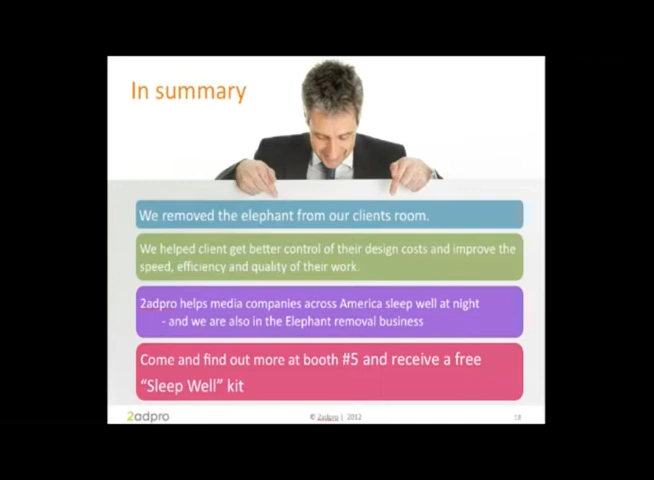 In summary
We removed the elephant from our clients room.
We helped client get better control of their design costs and improve the
speed, efficiency and quality of their work.
2adpro helps media companies across America sleep well at night
- and we are also in the Elephant removal business
Come and find out more at booth #5 and receive a free
“Sleep Well” kit
2adpro
© 2adpro | 2012
18